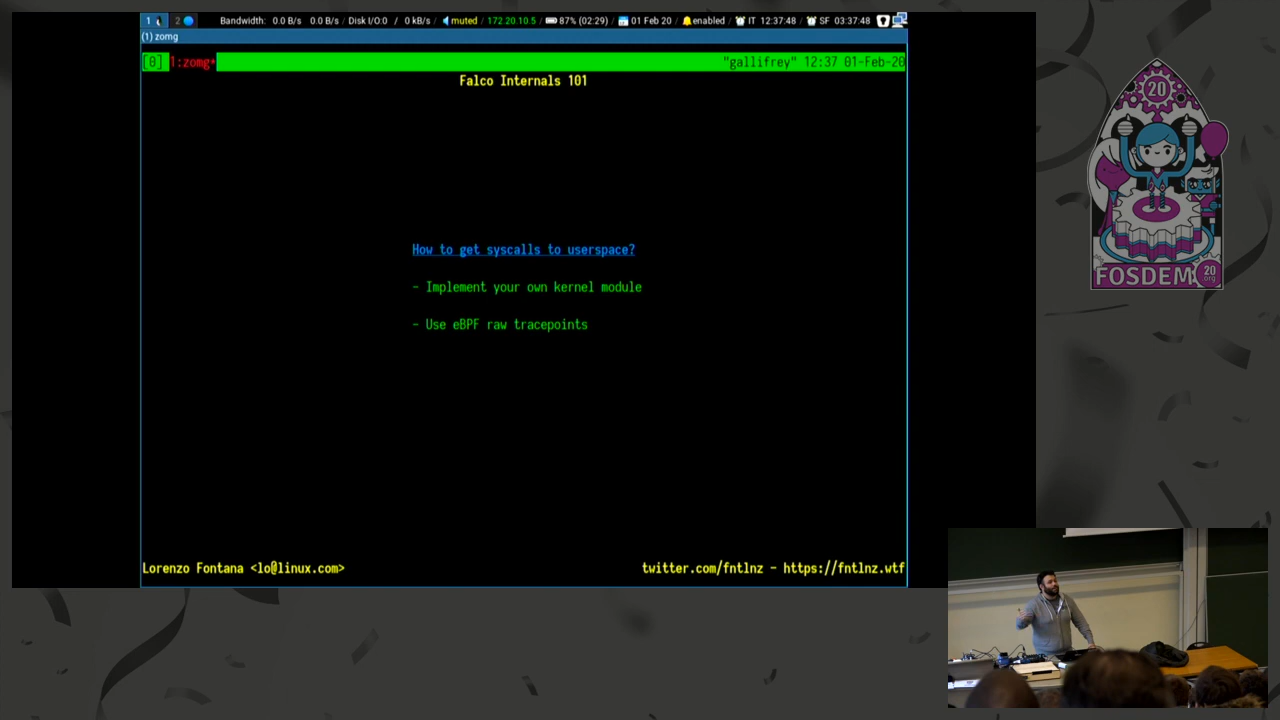 1 2 Bandwidth: 0.0 B/s 0.0 B/s / Disk I/O:0 / 0 kB/s / muted / 172.20.10.5 / 87% (02:29) / 01 Feb 20 / enabled / IT 12:37:48 / SF 03:37:48
(1) zomg
[0] 1:zomg* "gallifrey" 12:37 01-Feb-20
Falco Internals 101
How to get syscalls to userspace?
- Implement your own kernel module
- Use eBPF raw tracepoints
Lorenzo Fontana <lo@linux.com> twitter.com/fntlnz - https://fntlnz.wtf
20
FOSDEM 20
.org